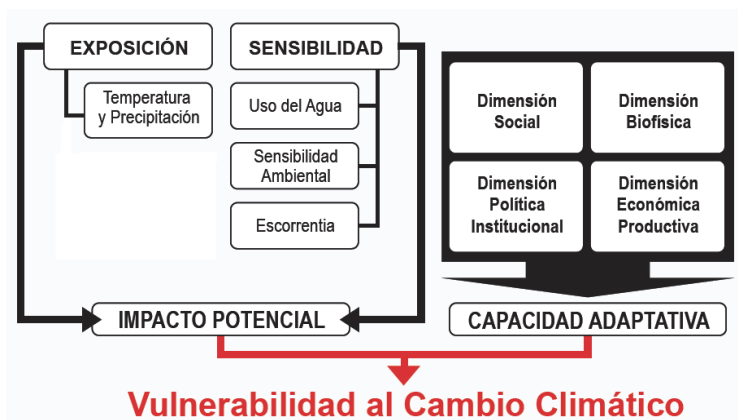 EXPOSICIÓN
Temperatura
y Precipitación
SENSIBILIDAD
Uso del Agua
Sensibilidad
Ambiental
Escorrentia
Dimensión
Social
Dimensión
Biofísica
Dimensión
Política
Institucional
Dimensión
Económica
Productiva
IMPACTO POTENCIAL
CAPACIDAD ADAPTATIVA
Vulnerabilidad al Cambio Climático